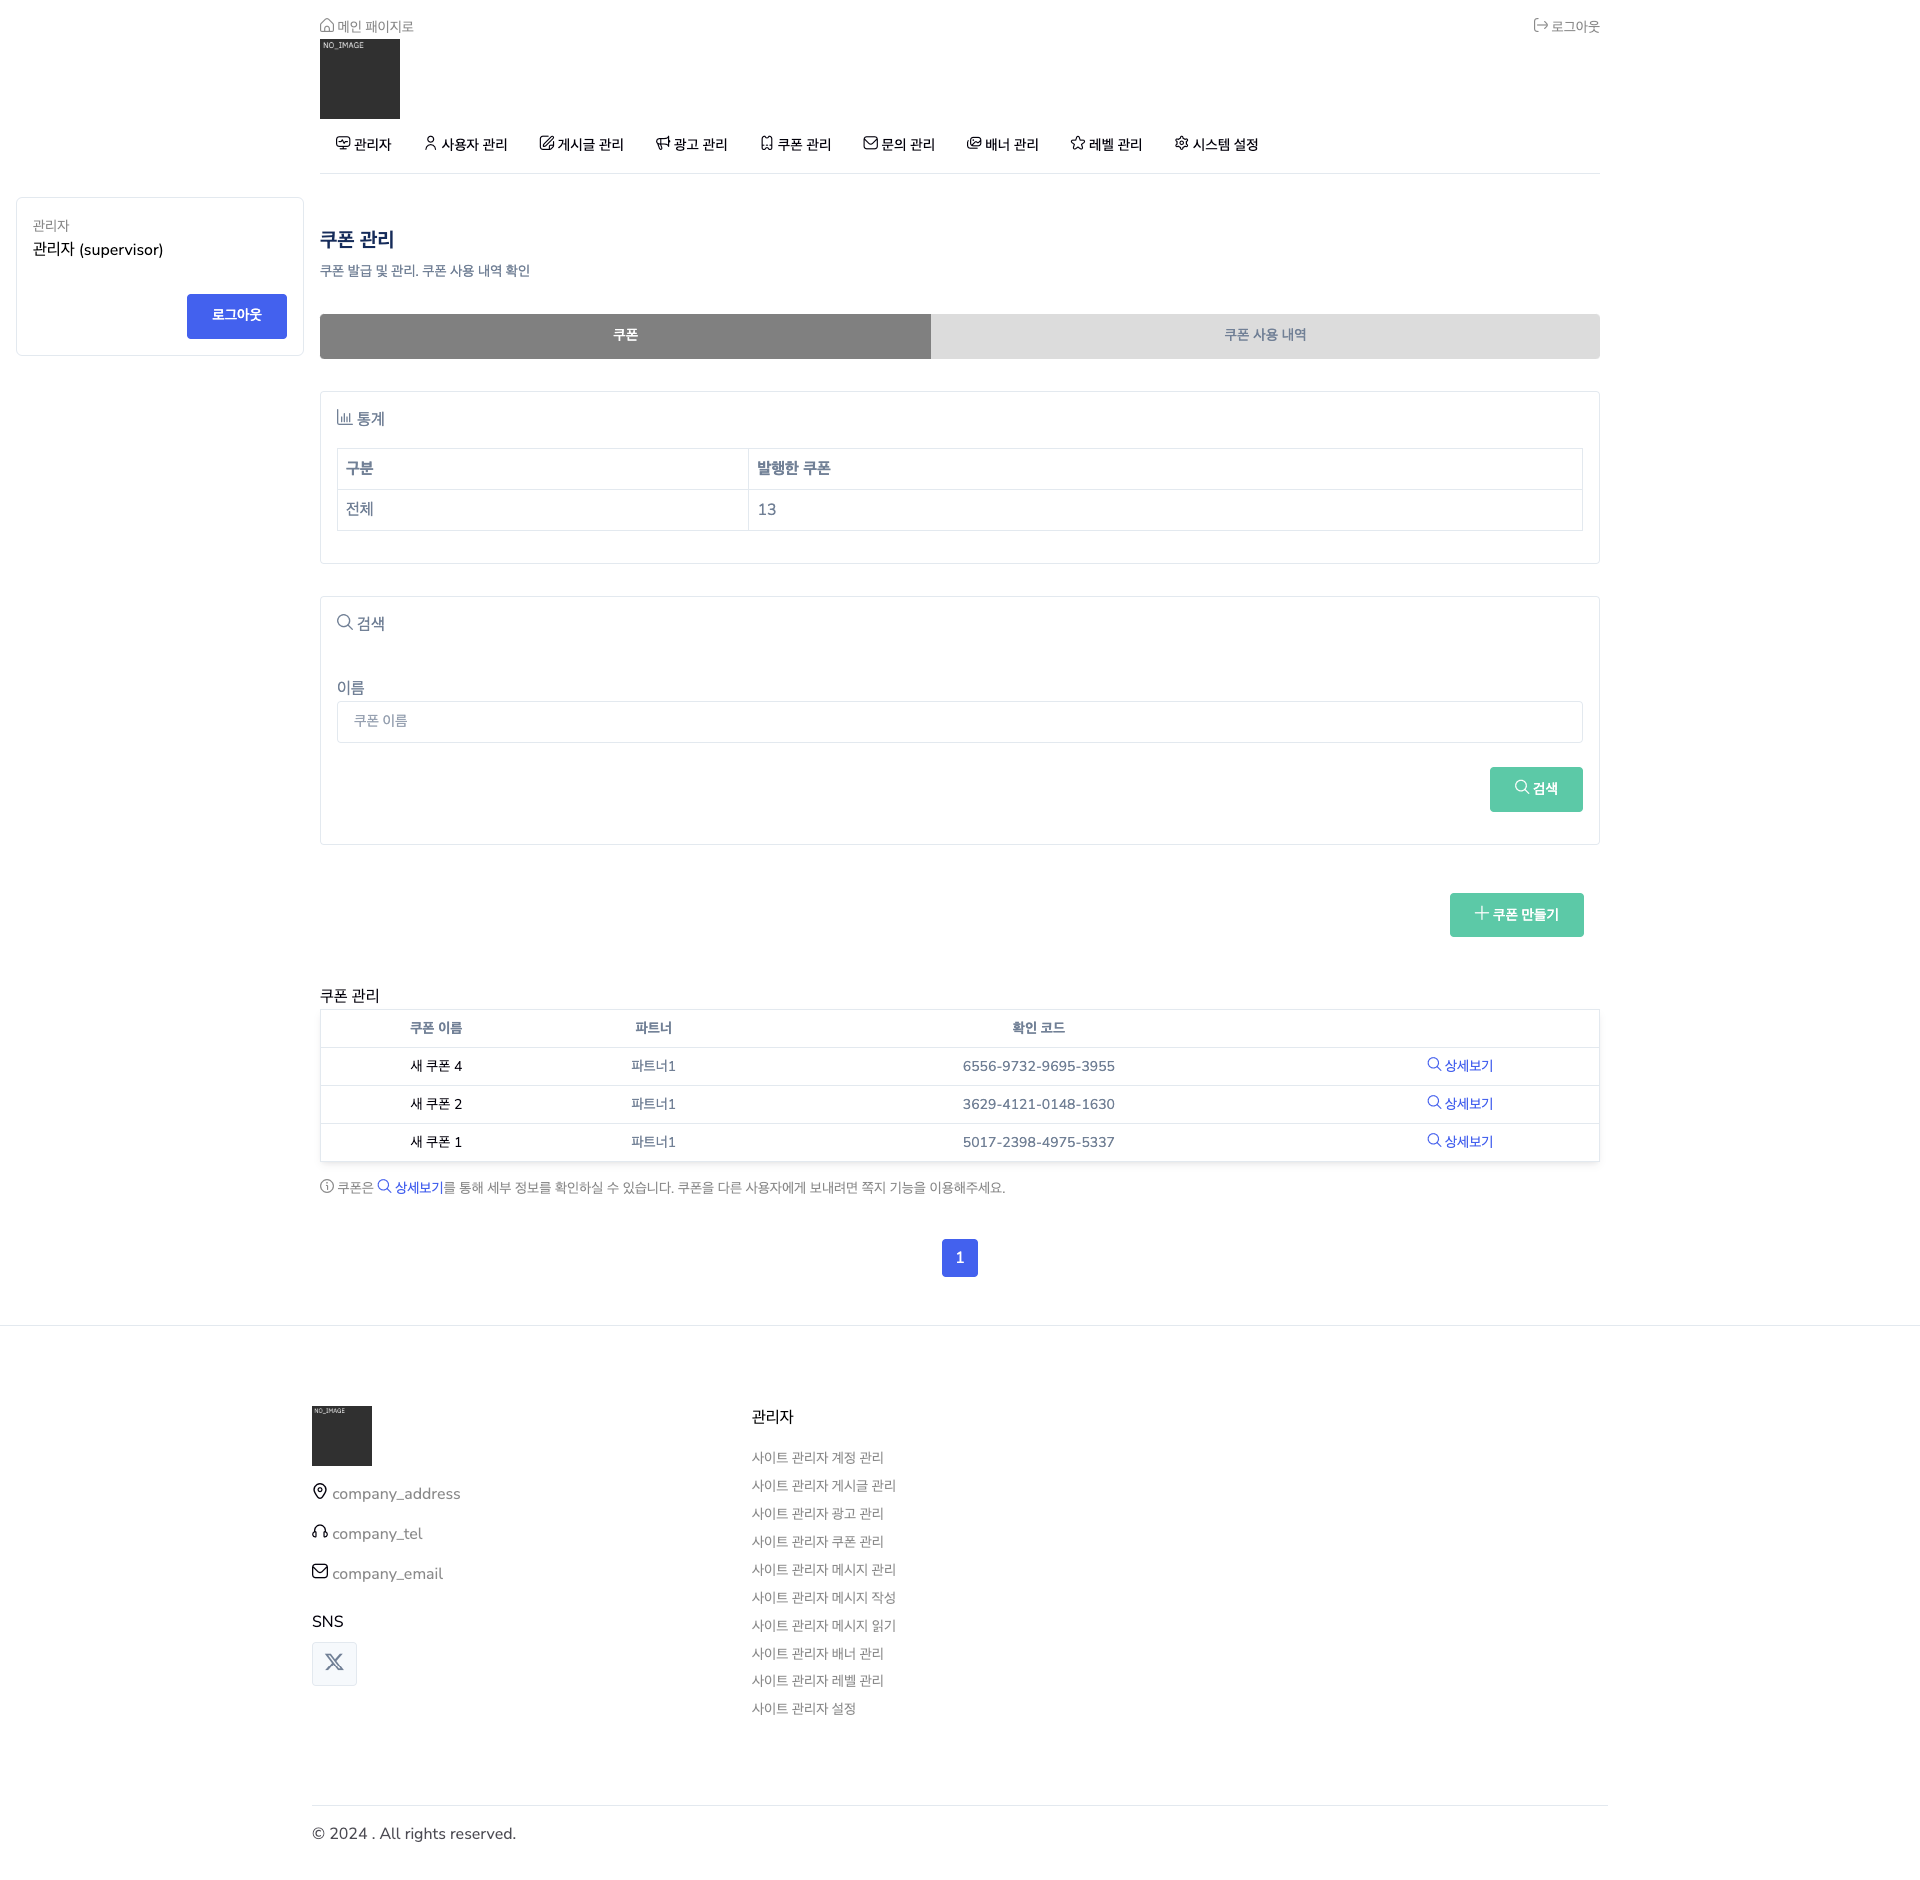 메인 패이지로 로그아웃
NO_IMAGE
관리자 사용자 관리 게시글 관리 광고 관리 쿠폰 관리 문의 관리 배너 관리 레벨 관리 시스템 설정
관리자
관리자 (supervisor)
로그아웃
쿠폰 관리
쿠폰 발급 및 관리. 쿠폰 사용 내역 확인
쿠폰 쿠폰 사용 내역
통계
구분 발행한 쿠폰
전체 13
검색
이름
쿠폰 이름
검색
쿠폰 만들기
쿠폰 관리
쿠폰 이름 파트너 확인 코드
새 쿠폰 4 파트너1 6556-9732-9695-3955 상세보기
새 쿠폰 2 파트너1 3629-4121-0148-1630 상세보기
새 쿠폰 1 파트너1 5017-2398-4975-5337 상세보기
쿠폰은 상세보기를 통해 세부 정보를 확인하실 수 있습니다. 쿠폰을 다른 사용자에게 보내려면 쪽지 기능을 이용해주세요.
1
NO_IMAGE
company_address
company_tel
company_email
SNS
관리자
사이트 관리자 계정 관리
사이트 관리자 게시글 관리
사이트 관리자 광고 관리
사이트 관리자 쿠폰 관리
사이트 관리자 메시지 관리
사이트 관리자 메시지 작성
사이트 관리자 메시지 읽기
사이트 관리자 배너 관리
사이트 관리자 레벨 관리
사이트 관리자 설정
© 2024 . All rights reserved.